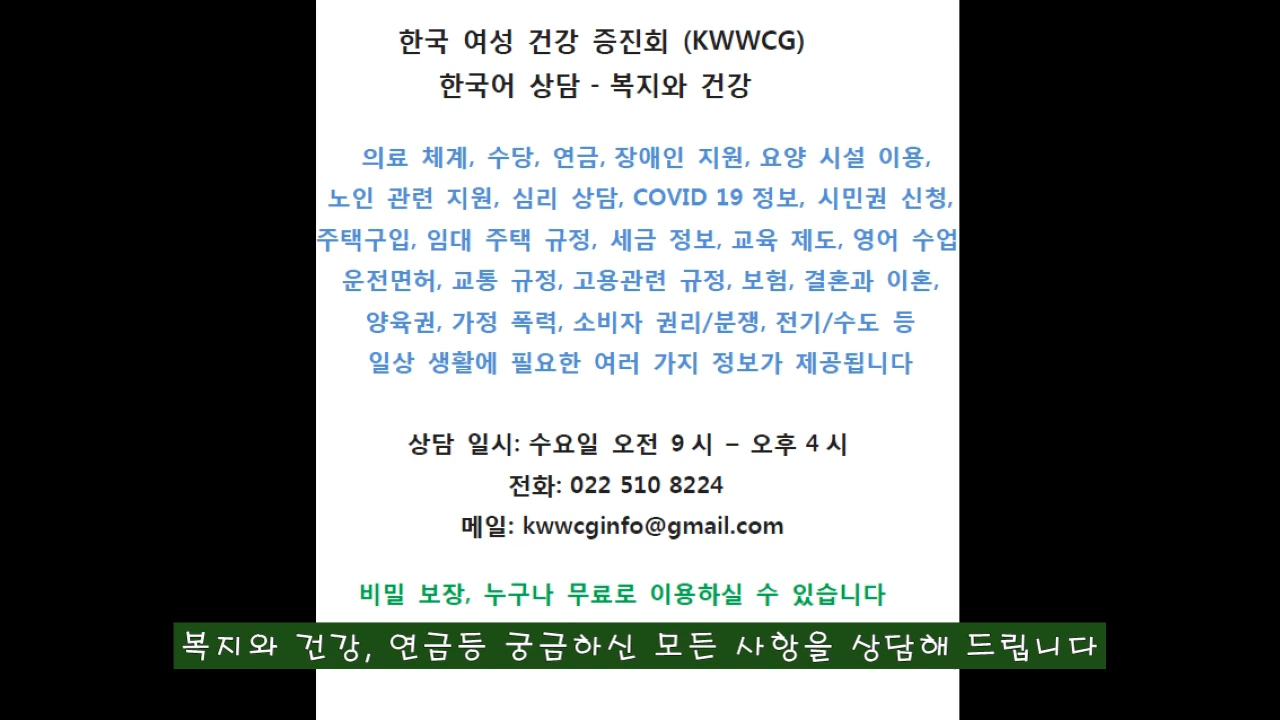 한국 여성 건강 증진회 (KWWCG)
한국어 상담 - 복지와 건강
의료 체계, 수당, 연금, 장애인 지원, 요양 시설 이용,
노인 관련 지원, 심리 상담, COVID 19 정보, 시민권 신청,
주택구입, 임대 주택 규정, 세금 정보, 교육 제도, 영어 수업
운전면허, 교통 규정, 고용관련 규정, 보험, 결혼과 이혼,
양육권, 가정 폭력, 소비자 권리/분쟁, 전기/수도 등
일상 생활에 필요한 여러 가지 정보가 제공됩니다
상담 일시: 수요일 오전 9시 – 오후 4시
전화: 022 510 8224
메일: kwwcginfo@gmail.com
비밀 보장, 누구나 무료로 이용하실 수 있습니다
복지와 건강, 연금등 궁금하신 모든 사항을 상담해 드립니다